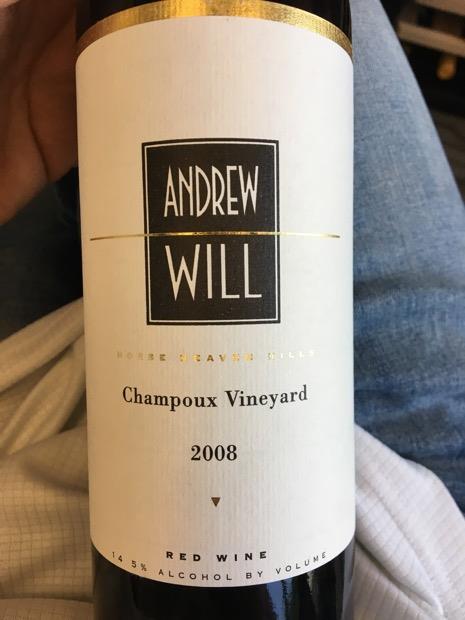 ANDREW
WILL
HORSE HEAVEN HILLS
Champoux Vineyard
2008
RED WINE
14.5% ALCOHOL BY VOLUME